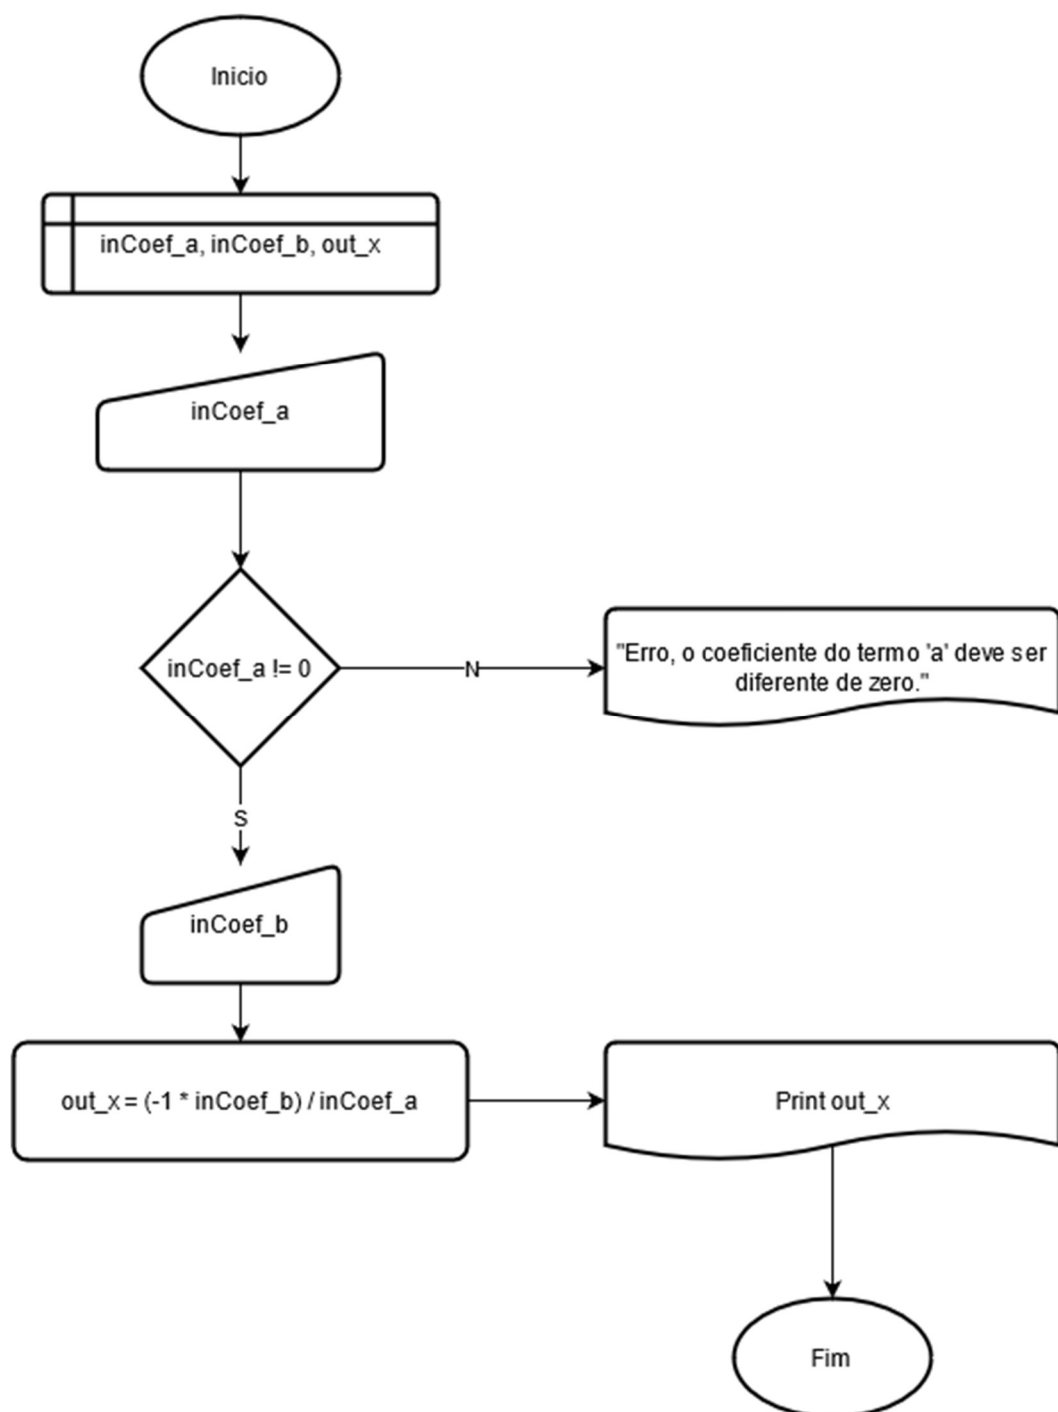 Inicio
inCoef_a, inCoef_b, out_x
inCoef_a
inCoef_a != 0
N
"Erro, o coeficiente do termo 'a' deve ser
diferente de zero."
S
inCoef_b
out_x = (-1 * inCoef_b) / inCoef_a
Print out_x
Fim